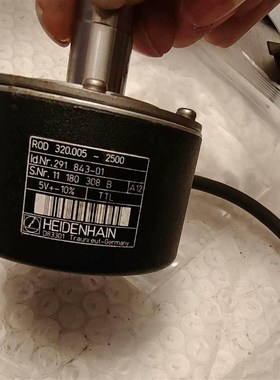 ROD 320.005 - 2500
Id.Nr.291 843-01
S.Nr. 11 180 308 B A12
5V+-10% TTL
HEIDENHAIN
D83301 Traunreut-Germany